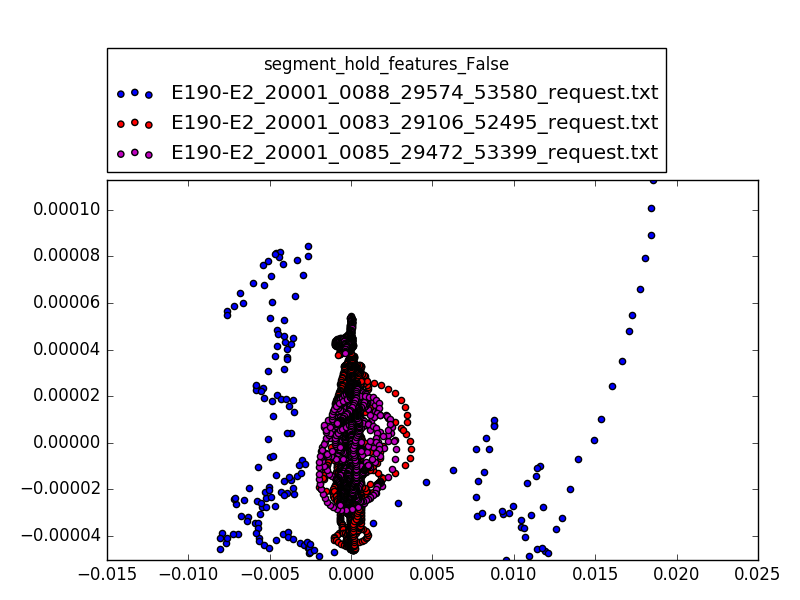 segment_hold_features_False
E190-E2_20001_0088_29574_53580_request.txt
E190-E2_20001_0083_29106_52495_request.txt
E190-E2_20001_0085_29472_53399_request.txt
0.00010
0.00008
0.00006
0.00004
0.00002
0.00000
−0.00002
−0.00004
−0.015 −0.010 −0.005 0.000 0.005 0.010 0.015 0.020 0.025